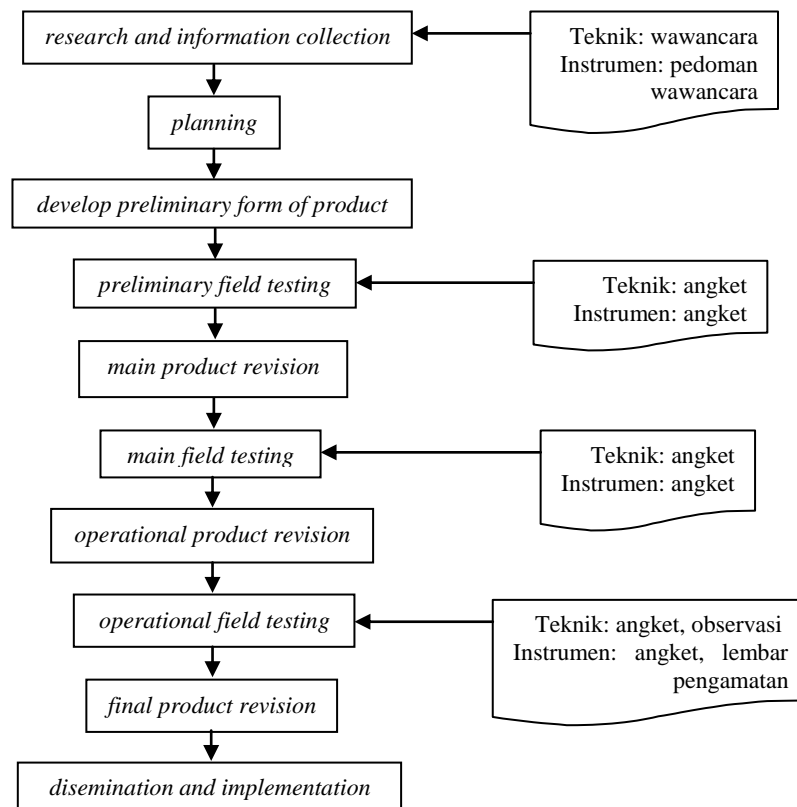 research and information collection
Teknik: wawancara
Instrumen: pedoman
wawancara
planning
develop preliminary form of product
preliminary field testing
Teknik: angket
Instrumen: angket
main product revision
main field testing
Teknik: angket
Instrumen: angket
operational product revision
operational field testing
Teknik: angket, observasi
Instrumen: angket, lembar
pengamatan
final product revision
disemination and implementation